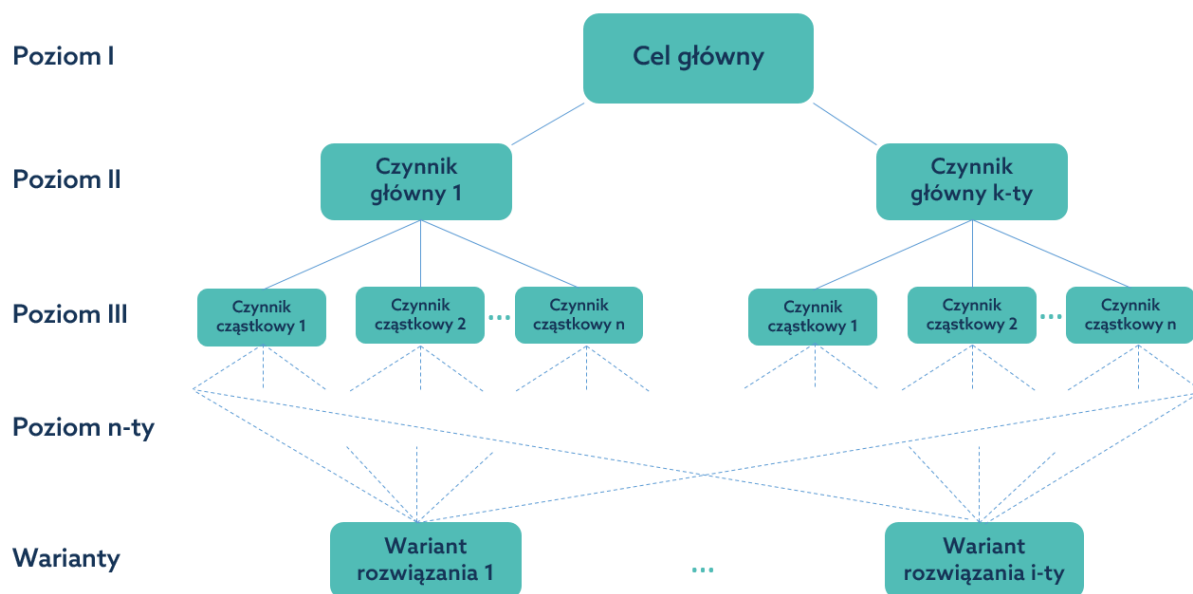 Poziom I
Cel główny
Poziom II
Czynnik
główny 1
Czynnik
główny k-ty
Poziom III
Czynnik
cząstkowy 1
Czynnik
cząstkowy 2
...
Czynnik
cząstkowy n
Czynnik
cząstkowy 1
Czynnik
cząstkowy 2
...
Czynnik
cząstkowy n
Poziom n-ty
Warianty
Wariant
rozwiązania 1
...
Wariant
rozwiązania i-ty